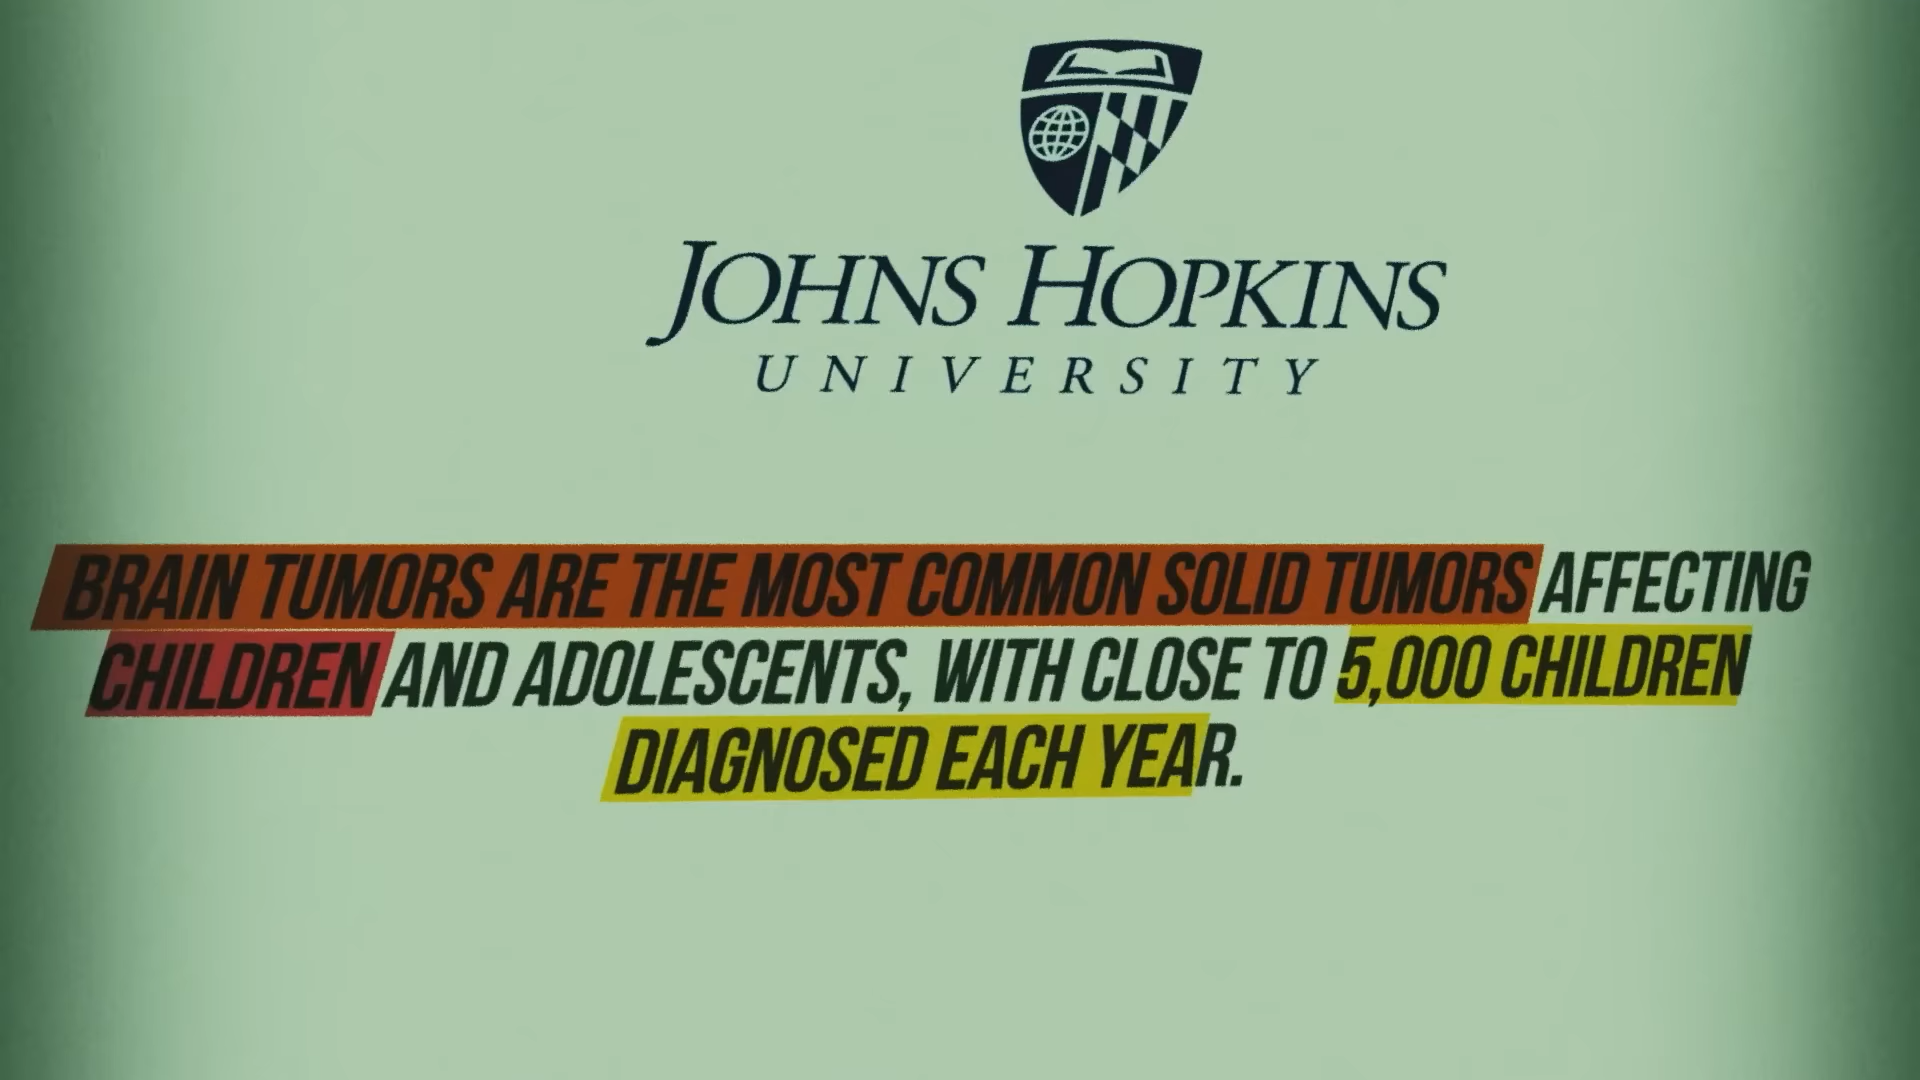 JOHNS HOPKINS
UNIVERSITY
BRAIN TUMORS ARE THE MOST COMMON SOLID TUMORS AFFECTING
CHILDREN AND ADOLESCENTS, WITH CLOSE TO 5,000 CHILDREN
DIAGNOSED EACH YEAR.